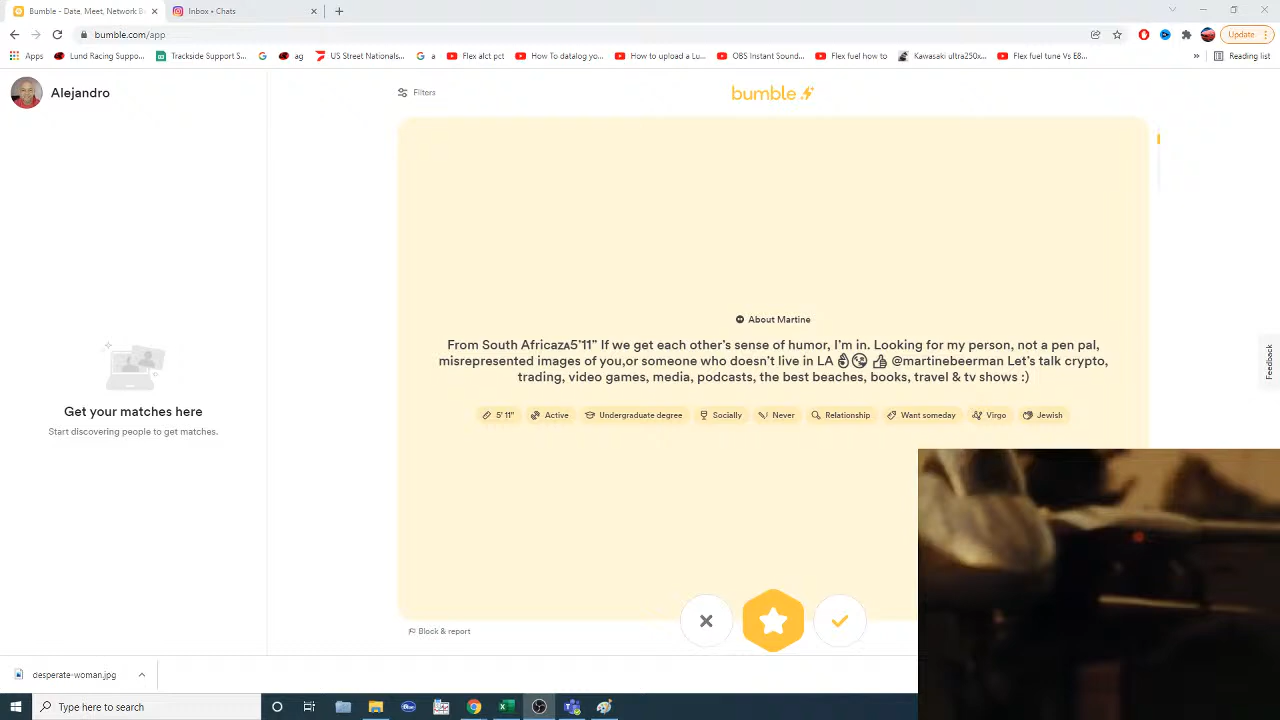 Bumble - Date, Meet, Network B
Inbox • Chats
bumble.com/app
Update
Apps
Lund Racing Suppo...
Trackside Support S...
ag
US Street Nationals...
a
Flex alct pct
How To datalog yo...
How to upload a Lu...
OBS Instant Sound...
Flex fuel how to
Kawasaki ultra250x...
Flex fuel tune Vs E8...
»
Reading list
Alejandro
Filters
bumble
About Martine
From South Africaᴢᴀ5’11” If we get each other’s sense of humor, I’m in. Looking for my person, not a pen pal,
misrepresented images of you,or someone who doesn’t live in LA 👌😘 👍 @martinebeerman Let’s talk crypto,
trading, video games, media, podcasts, the best beaches, books, travel & tv shows :)
5' 11"
Active
Undergraduate degree
Socially
Never
Relationship
Want someday
Virgo
Jewish
Get your matches here
Start discovering people to get matches.
Feedback
Block & report
desperate-woman.jpg
Type here to search